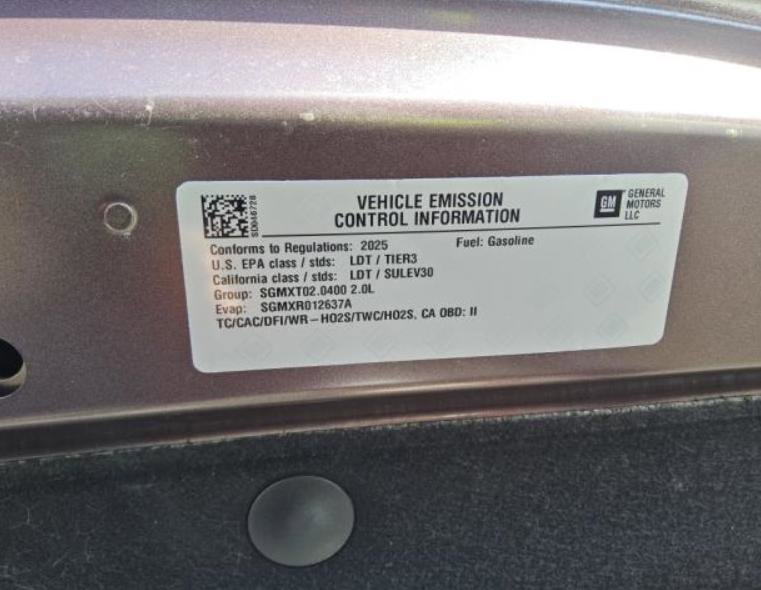 VEHICLE EMISSION
CONTROL INFORMATION
SD046728
GM GENERAL
MOTORS
LLC
Conforms to Regulations: 2025 Fuel: Gasoline
U.S. EPA class / stds: LDT / TIER3
California class / stds: LDT / SULEV30
Group: SGMXT02.0400 2.0L
Evap: SGMXR012637A
TC/CAC/DFI/WR-HO2S/TWC/HO2S, CA OBD: II